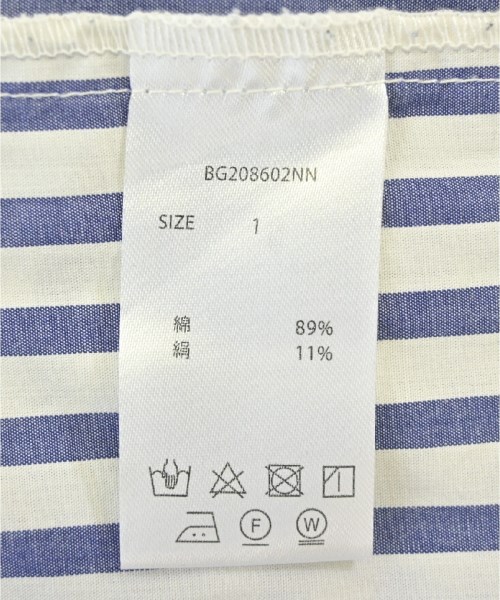 BG208602NN
SIZE 1
綿 89%
絹 11%
F W